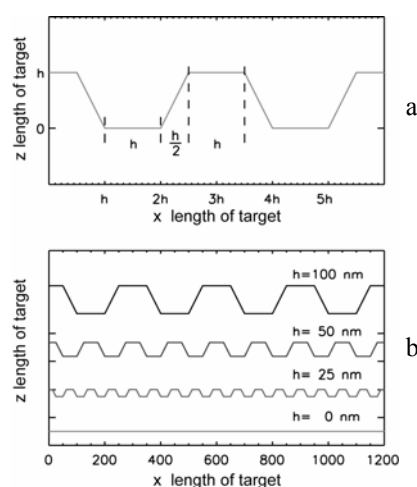 z length of target
h
0
h
h/2
h
h
2h
3h
4h
5h
x length of target
a
z length of target
h=100 nm
h= 50 nm
h= 25 nm
h= 0 nm
0
200
400
600
800
1000
1200
x length of target
b